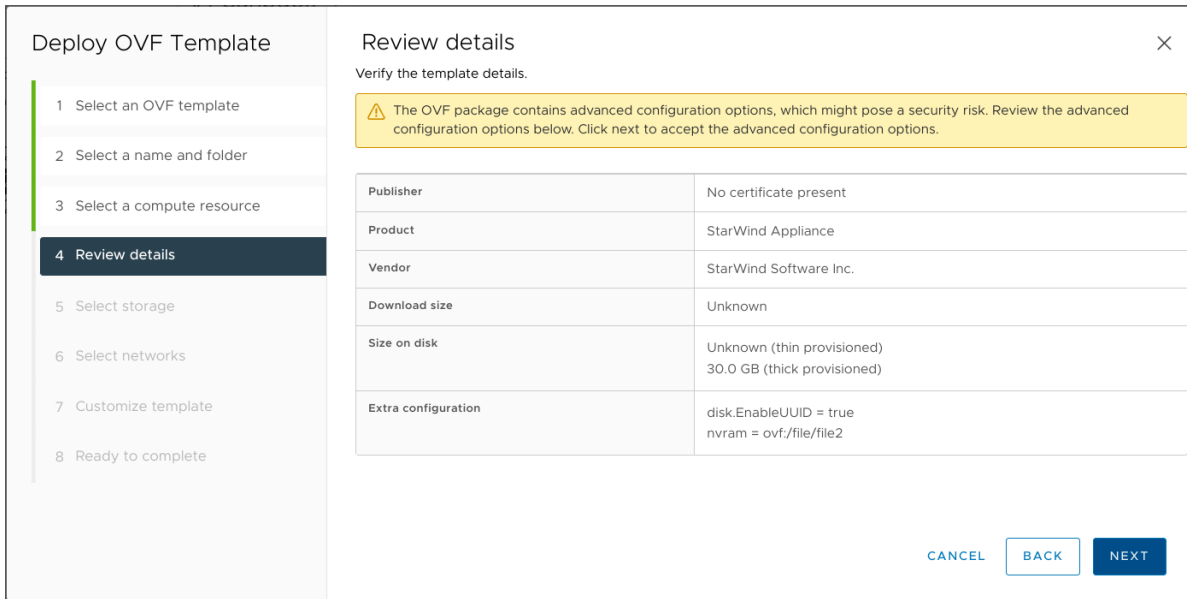 Deploy OVF Template
1 Select an OVF template
2 Select a name and folder
3 Select a compute resource
4 Review details
5 Select storage
6 Select networks
7 Customize template
8 Ready to complete
Review details
Verify the template details.
The OVF package contains advanced configuration options, which might pose a security risk. Review the advanced
configuration options below. Click next to accept the advanced configuration options.
Publisher No certificate present
Product StarWind Appliance
Vendor StarWind Software Inc.
Download size Unknown
Size on disk Unknown (thin provisioned)
30.0 GB (thick provisioned)
Extra configuration disk.EnableUUID = true
nvram = ovf:/file/file2
CANCEL BACK NEXT